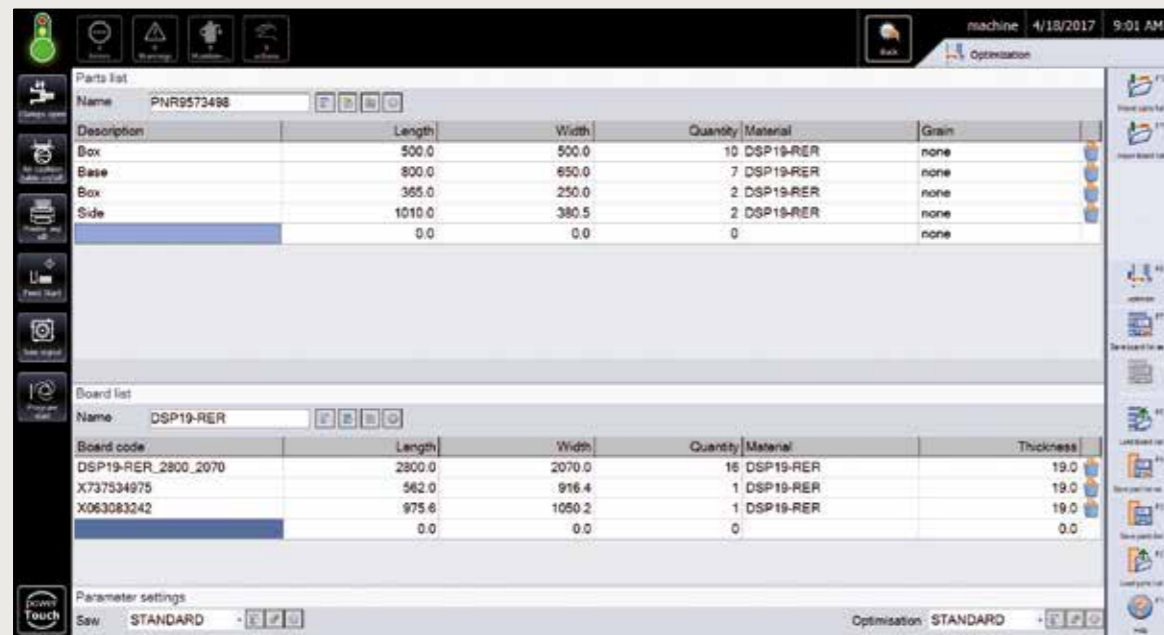 machine 4/18/2017 9:01 AM
Back
Optimization
Parts list
Name PNR9573498
Description Length Width Quantity Material Grain
Box 500.0 500.0 10 DSP19-RER none
Base 800.0 650.0 7 DSP19-RER none
Box 365.0 250.0 2 DSP19-RER none
Side 1010.0 380.5 2 DSP19-RER none
0.0 0.0 0 none
Board list
Name DSP19-RER
Board code Length Width Quantity Material Thickness
DSP19-RER_2800_2070 2800.0 2070.0 16 DSP19-RER 19.0
X737534975 562.0 916.4 1 DSP19-RER 19.0
X063083242 975.6 1050.2 1 DSP19-RER 19.0
0.0 0.0 0 0.0
Parameter settings
Saw STANDARD Optimisation STANDARD
power
Touch
Program
start